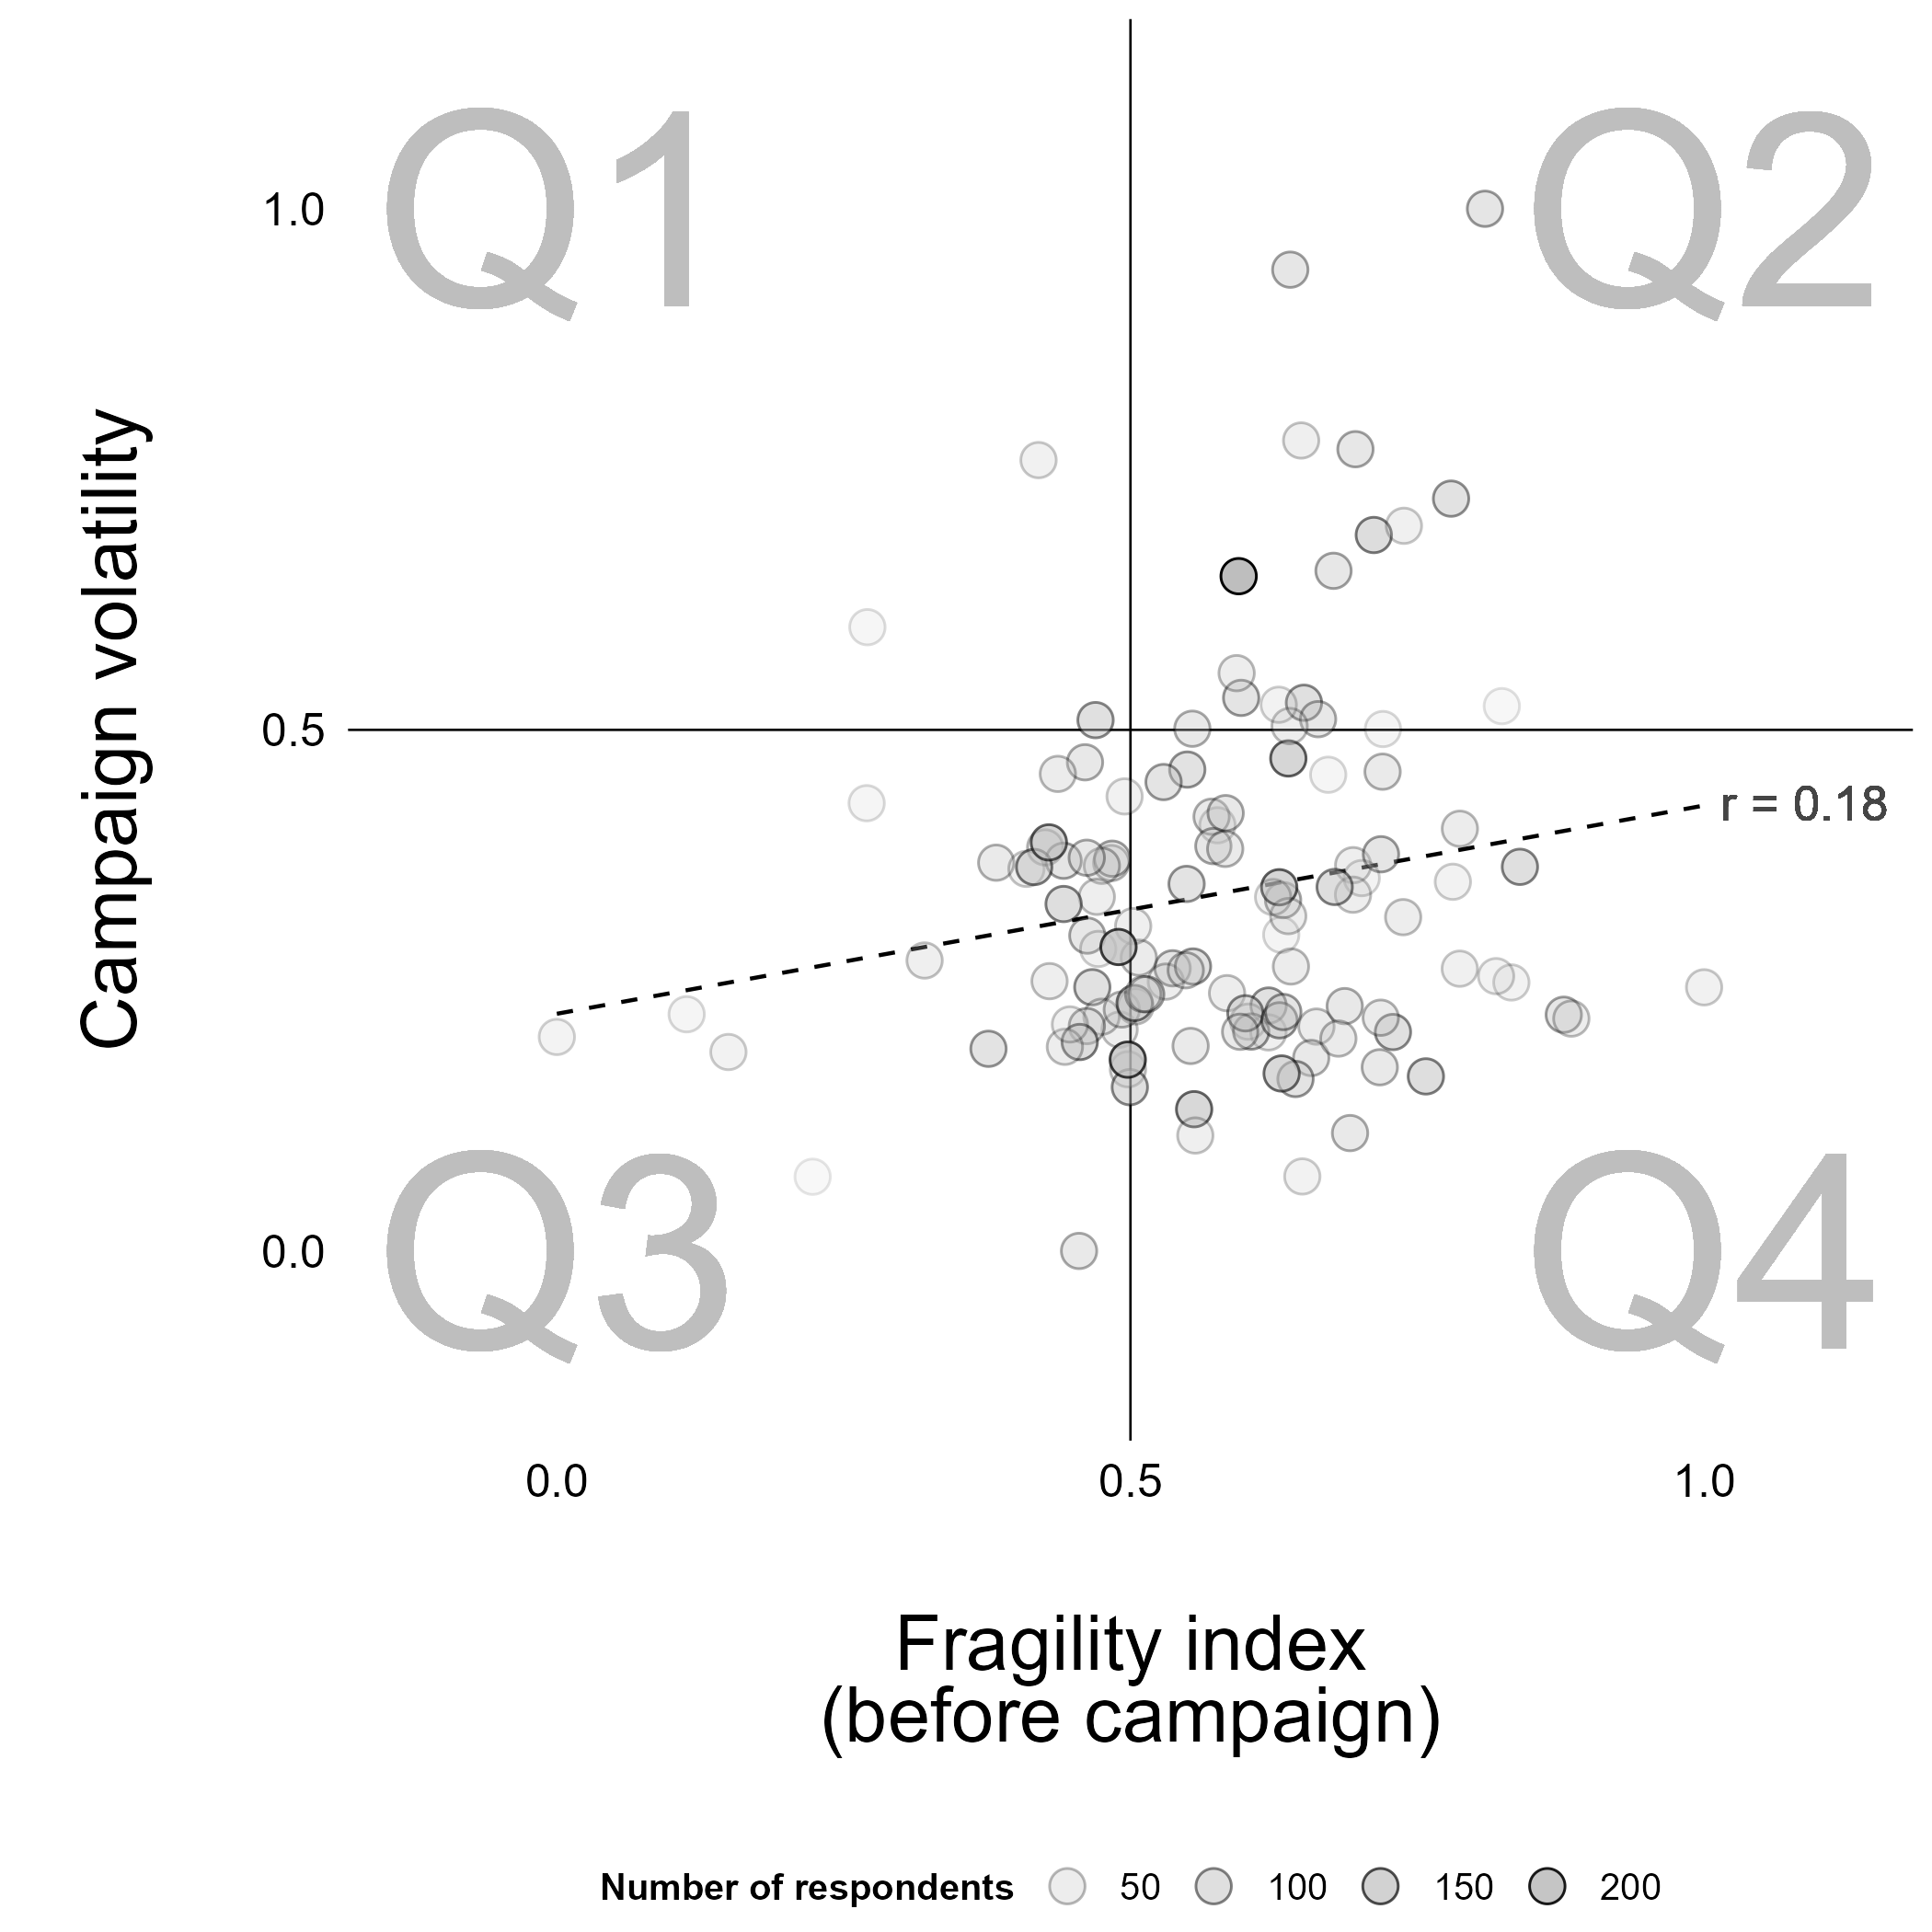 Q1
Q2
1.0
Campaign volatility
0.5
r = 0.18
Q3
Q4
0.0
0.0
0.5
1.0
Fragility index
(before campaign)
Number of respondents 50 100 150 200